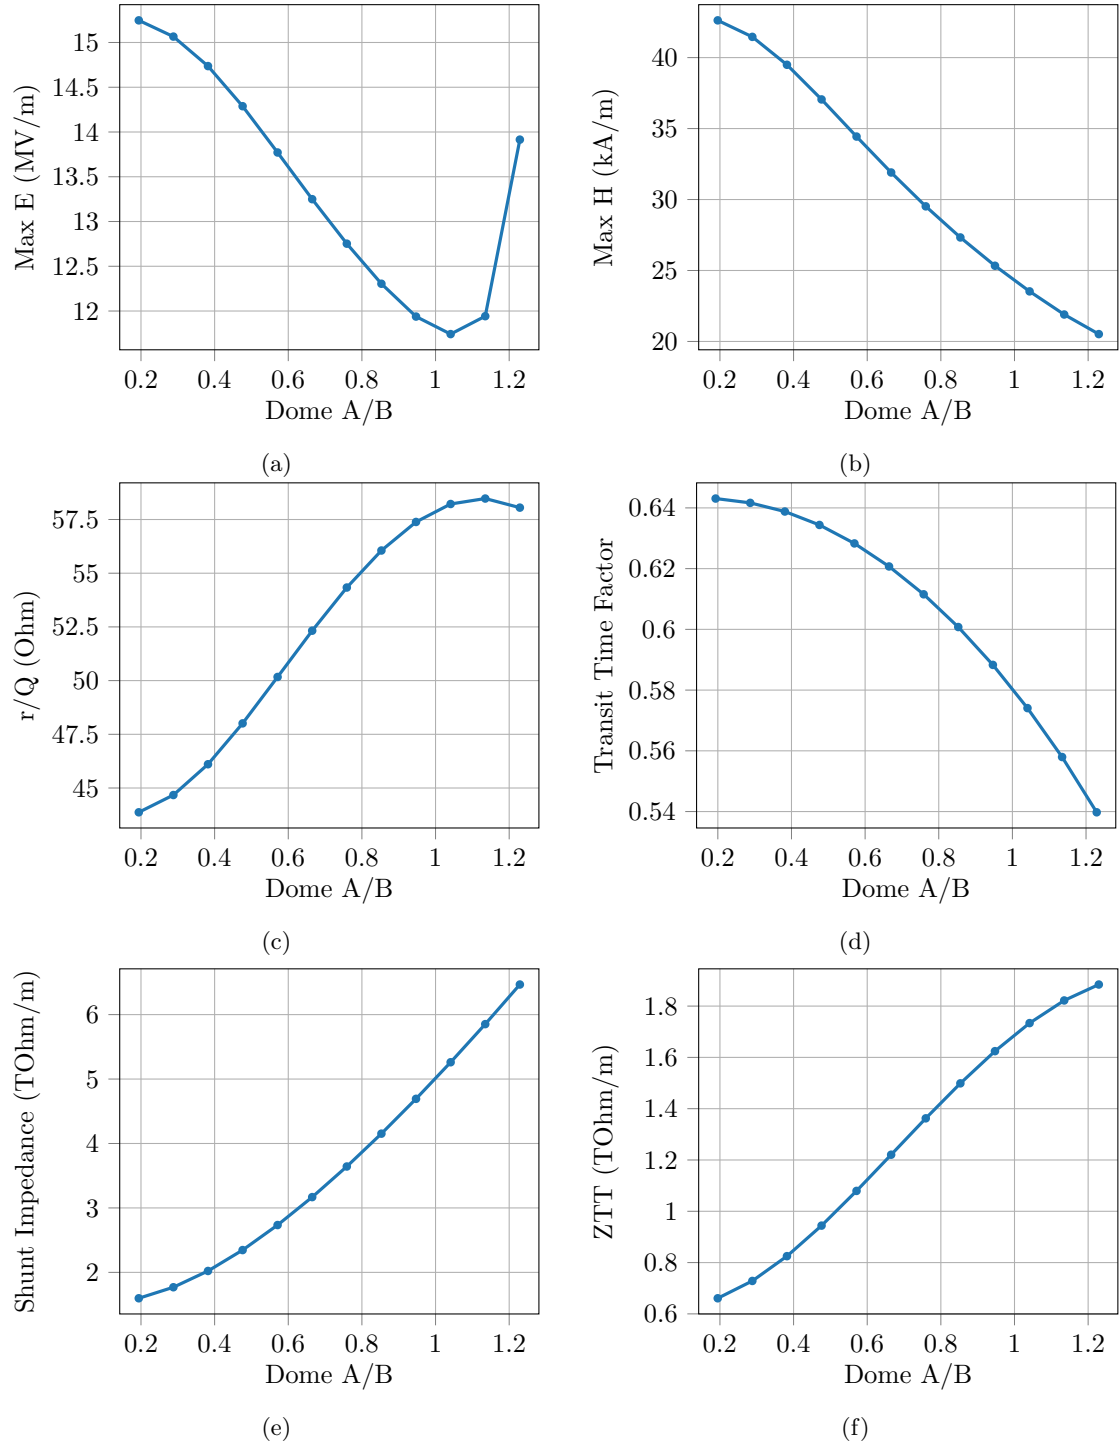 Max E (MV/m)
15
14.5
14
13.5
13
12.5
12
0.2 0.4 0.6 0.8 1 1.2
Dome A/B
(a)
Max H (kA/m)
40
35
30
25
20
0.2 0.4 0.6 0.8 1 1.2
Dome A/B
(b)
r/Q (Ohm)
57.5
55
52.5
50
47.5
45
0.2 0.4 0.6 0.8 1 1.2
Dome A/B
(c)
Transit Time Factor
0.64
0.62
0.6
0.58
0.56
0.54
0.2 0.4 0.6 0.8 1 1.2
Dome A/B
(d)
Shunt Impedance (TOhm/m)
6
5
4
3
2
0.2 0.4 0.6 0.8 1 1.2
Dome A/B
(e)
ZTT (TOhm/m)
1.8
1.6
1.4
1.2
1
0.8
0.6
0.2 0.4 0.6 0.8 1 1.2
Dome A/B
(f)